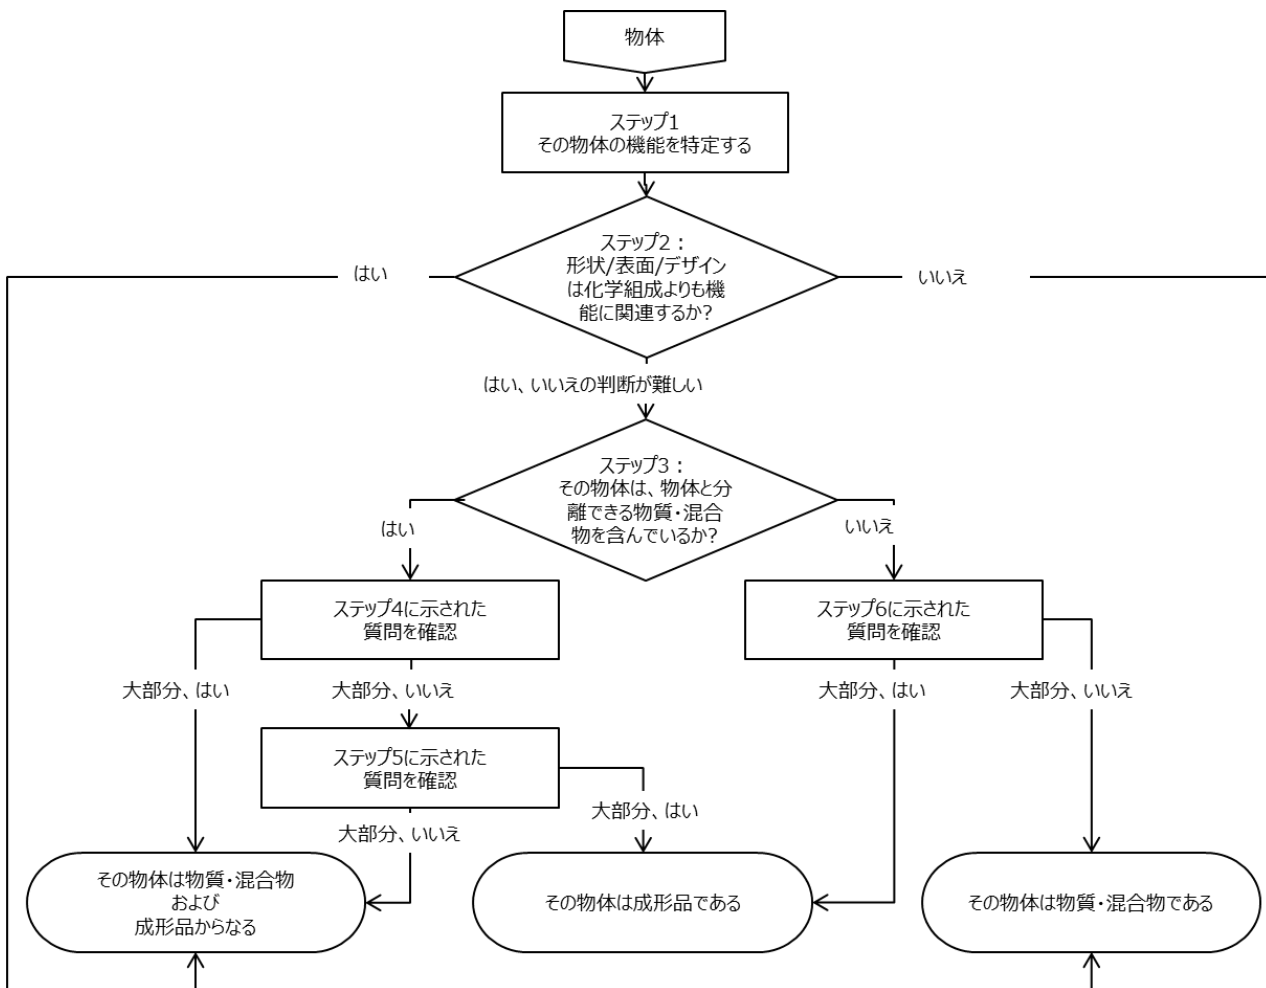 物体
ステップ1
その物体の機能を特定する
ステップ2：
形状/表面/デザイン
は化学組成よりも機
能に関連するか?
はい
いいえ
はい、いいえの判断が難しい
ステップ3：
その物体は、物体と分
離できる物質・混合
物を含んでいるか?
はい
いいえ
ステップ4に示された
質問を確認
ステップ6に示された
質問を確認
大部分、はい
大部分、いいえ
大部分、はい
大部分、いいえ
ステップ5に示された
質問を確認
大部分、いいえ
大部分、はい
その物体は物質・混合物
および
成形品からなる
その物体は成形品である
その物体は物質・混合物である